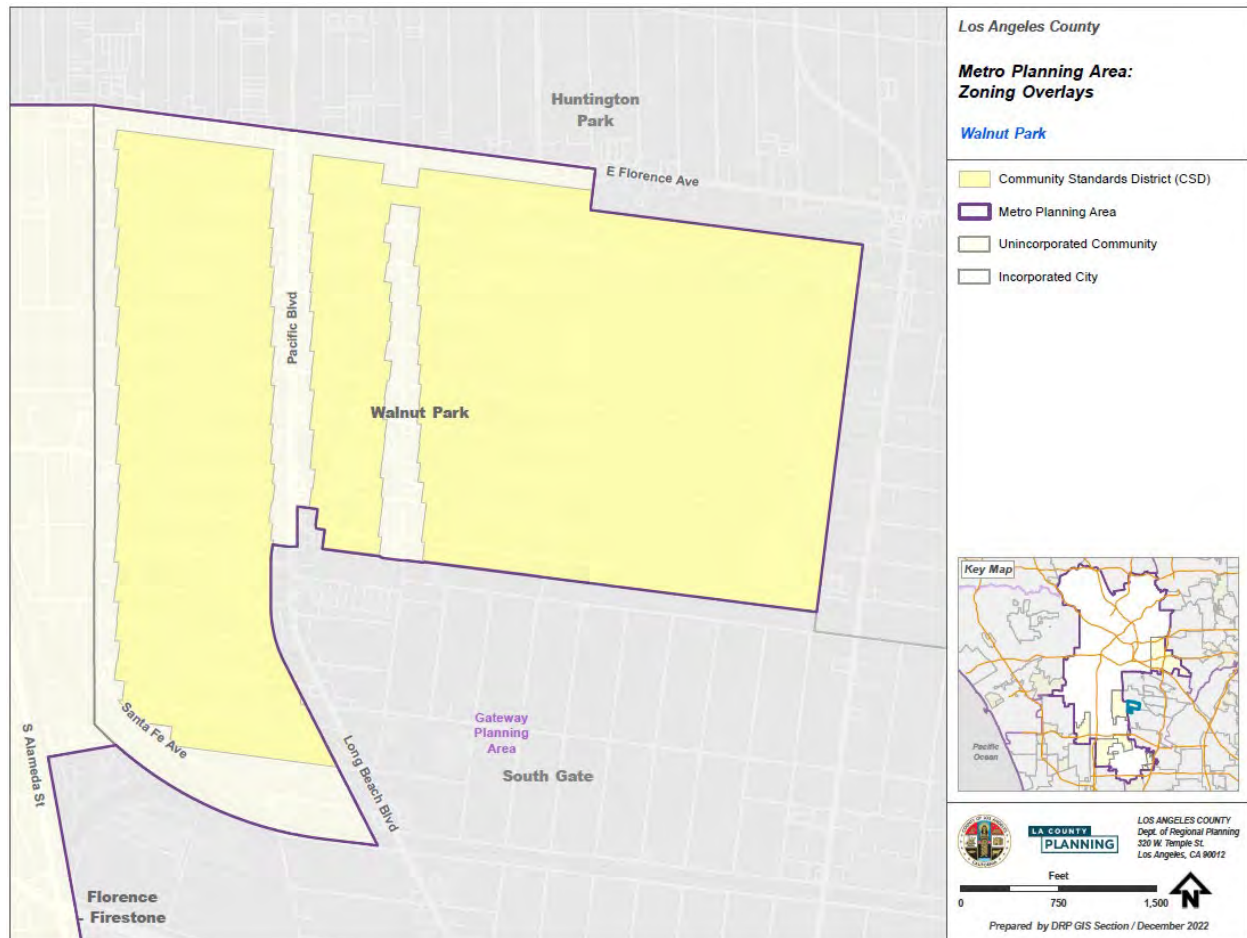 Los Angeles County
Metro Planning Area:
Zoning Overlays
Walnut Park
Community Standards District (CSD)
Metro Planning Area
Unincorporated Community
Incorporated City
Huntington
Park
E Florence Ave
Pacific Blvd
Walnut Park
Santa Fe Ave
S Alameda St
Long Beach Blvd
Gateway
Planning
Area
South Gate
Florence
- Firestone
Key Map
Pacific
Ocean
LA COUNTY
PLANNING
LOS ANGELES COUNTY
Dept. of Regional Planning
320 W. Temple St.
Los Angeles, CA 90012
Feet
0 750 1,500
N
Prepared by DRP GIS Section / December 2022